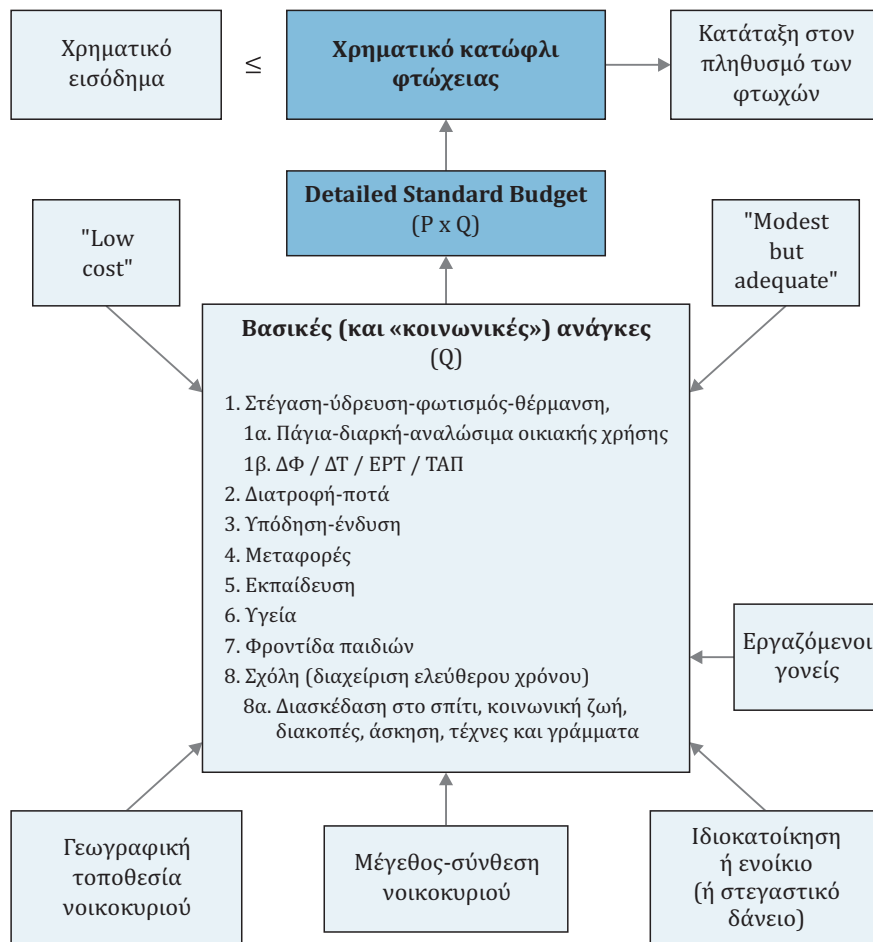 Χρηματικό
εισόδημα
≤
Χρηματικό κατώφλι
φτώχειας
Κατάταξη στον
πληθυσμό των
φτωχών
Detailed Standard Budget
(P x Q)
"Low
cost"
"Modest
but
adequate"
Βασικές (και «κοινωνικές») ανάγκες
(Q)
1. Στέγαση-ύδρευση-φωτισμός-θέρμανση,
1α. Πάγια-διαρκή-αναλώσιμα οικιακής χρήσης
1β. ΔΦ / ΔΤ / ΕΡΤ / ΤΑΠ
2. Διατροφή-ποτά
3. Υπόδηση-ένδυση
4. Μεταφορές
5. Εκπαίδευση
6. Υγεία
7. Φροντίδα παιδιών
8. Σχόλη (διαχείριση ελεύθερου χρόνου)
8α. Διασκέδαση στο σπίτι, κοινωνική ζωή,
διακοπές, άσκηση, τέχνες και γράμματα
Εργαζόμενοι
γονείς
Γεωγραφική
τοποθεσία
νοικοκυριού
Μέγεθος-σύνθεση
νοικοκυριού
Ιδιοκατοίκηση
ή ενοίκιο
(ή στεγαστικό
δάνειο)